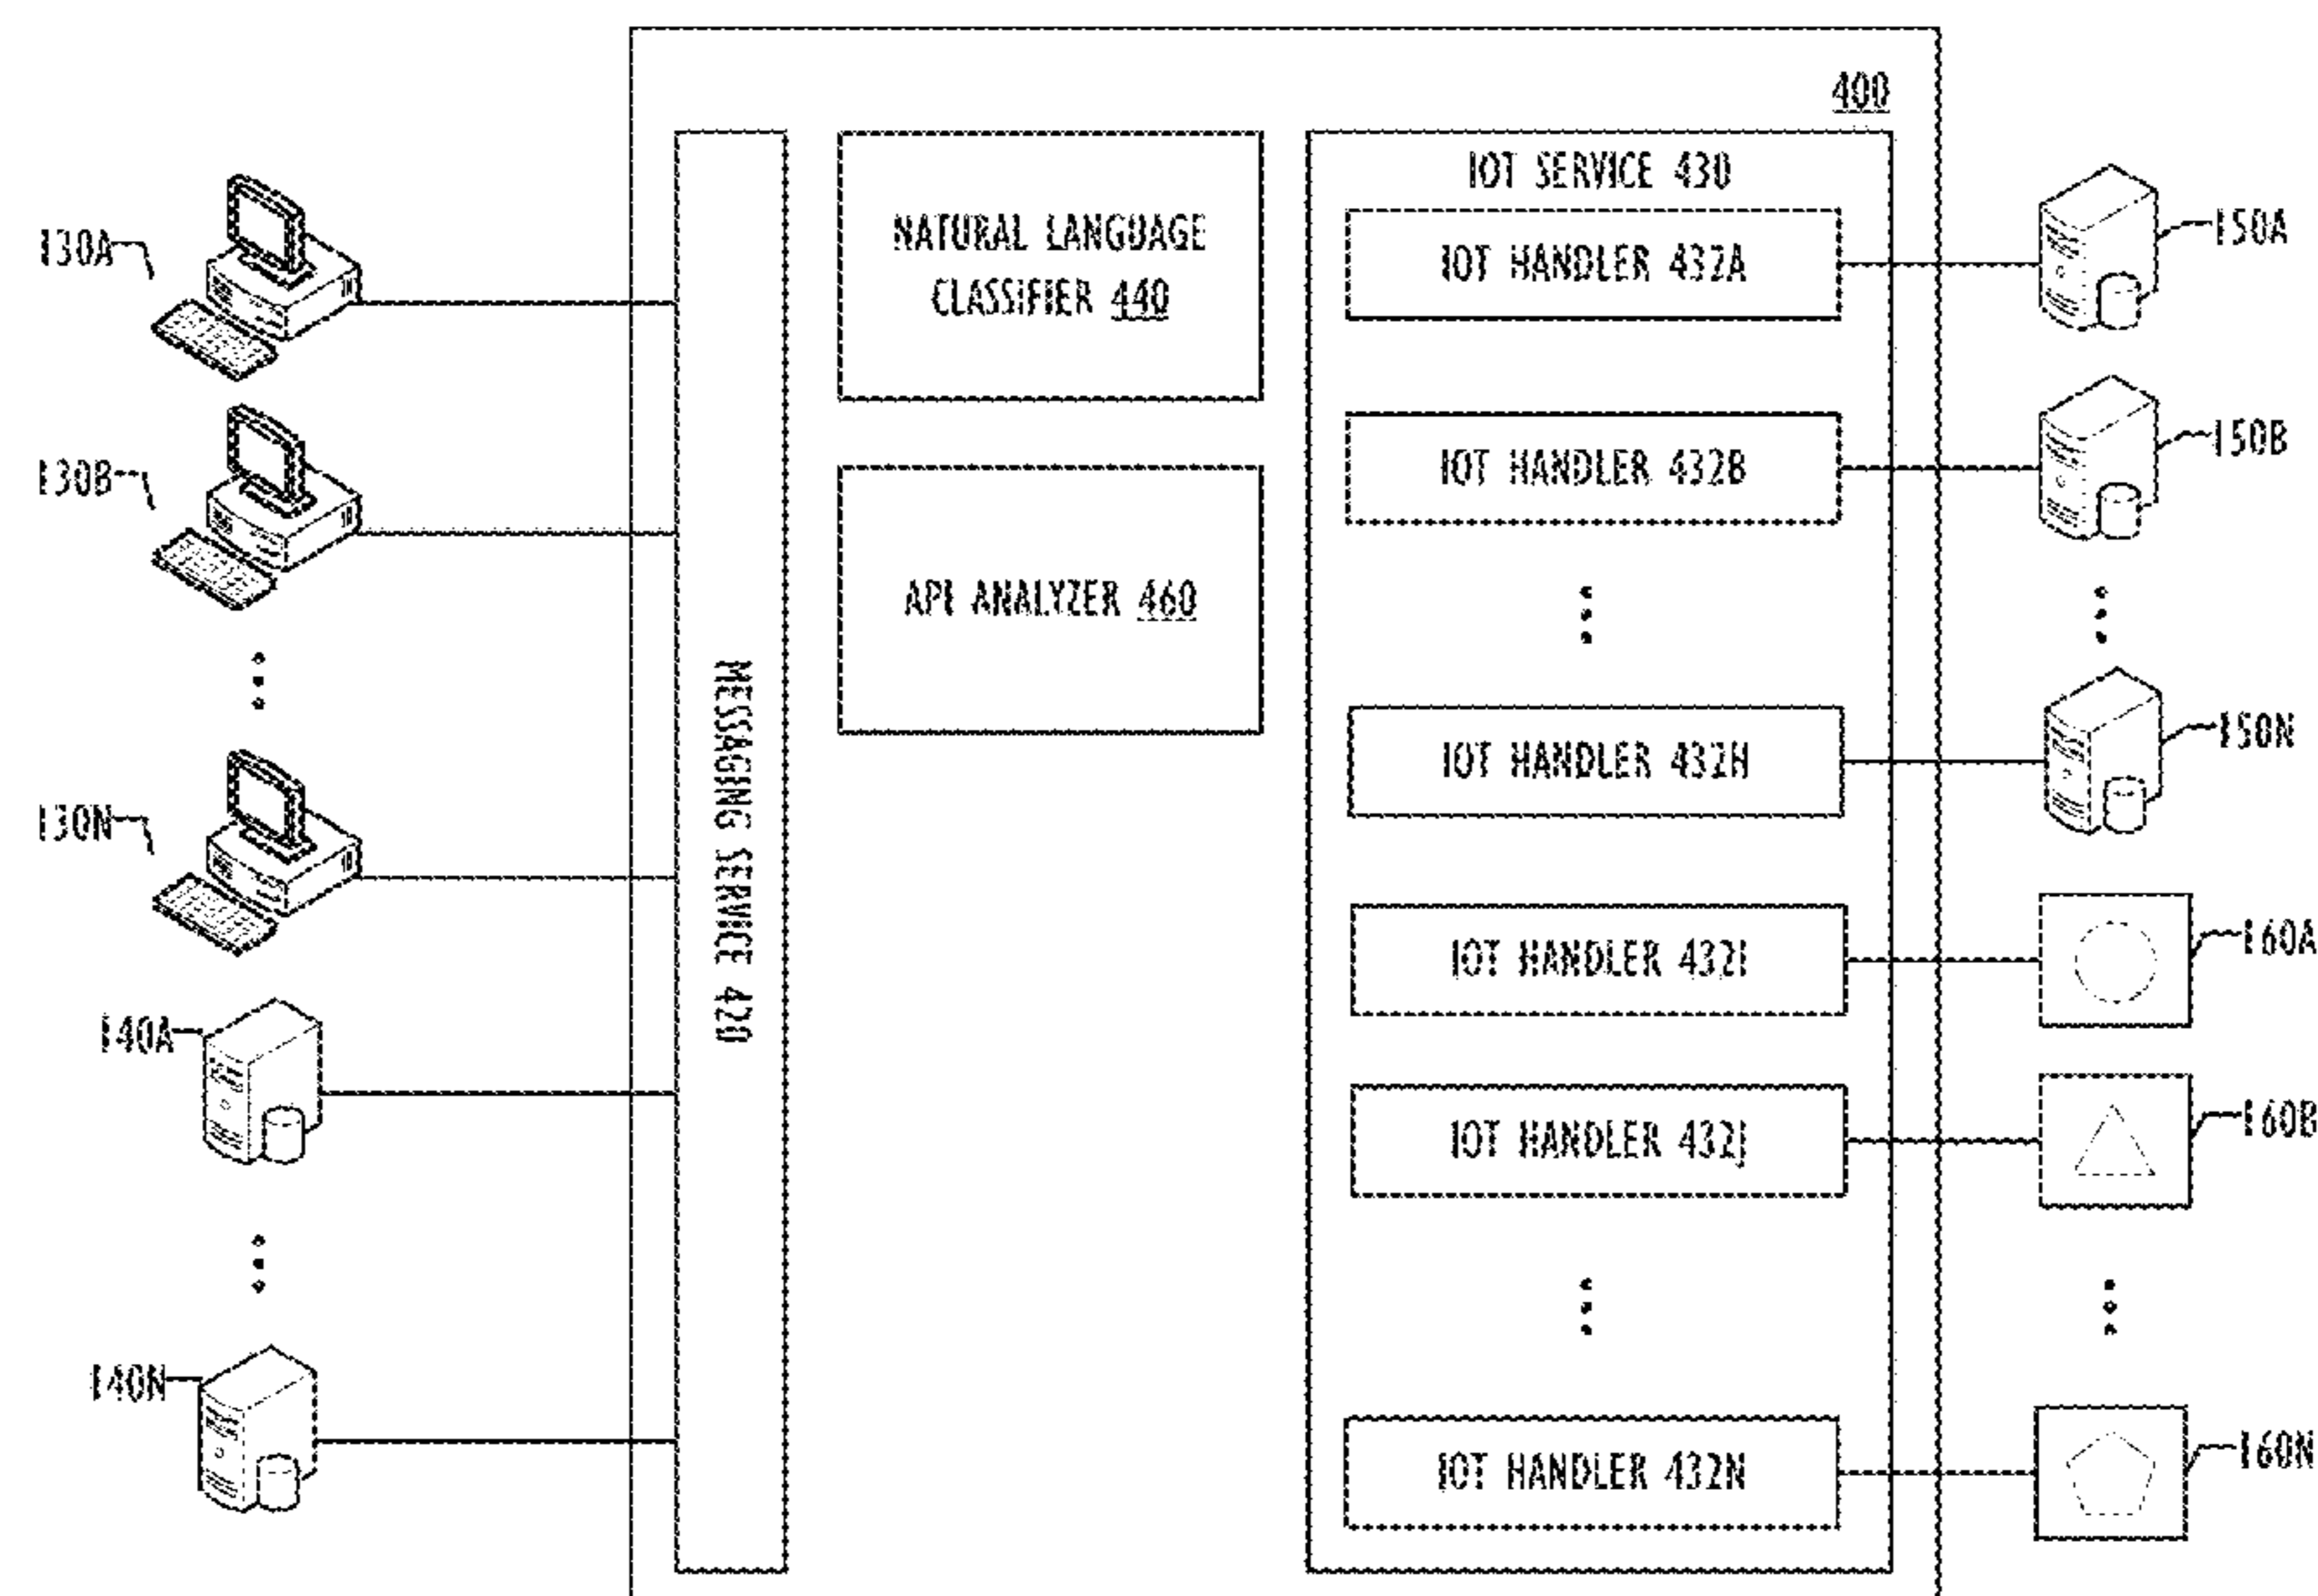 400
130A
130B
130N
140A
140N
MESSAGING SERVICE 420
NATURAL LANGUAGE
CLASSIFIER 440
API ANALYZER 460
IOT SERVICE 430
IOT HANDLER 432A
IOT HANDLER 432B
IOT HANDLER 432H
IOT HANDLER 432I
IOT HANDLER 432J
IOT HANDLER 432N
150A
150B
150N
160A
160B
160N